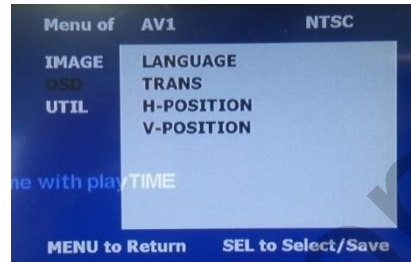 Menu of AV1 NTSC
IMAGE LANGUAGE
OSD TRANS
UTIL H-POSITION
V-POSITION
ne with playTIME
MENU to Return SEL to Select/Save